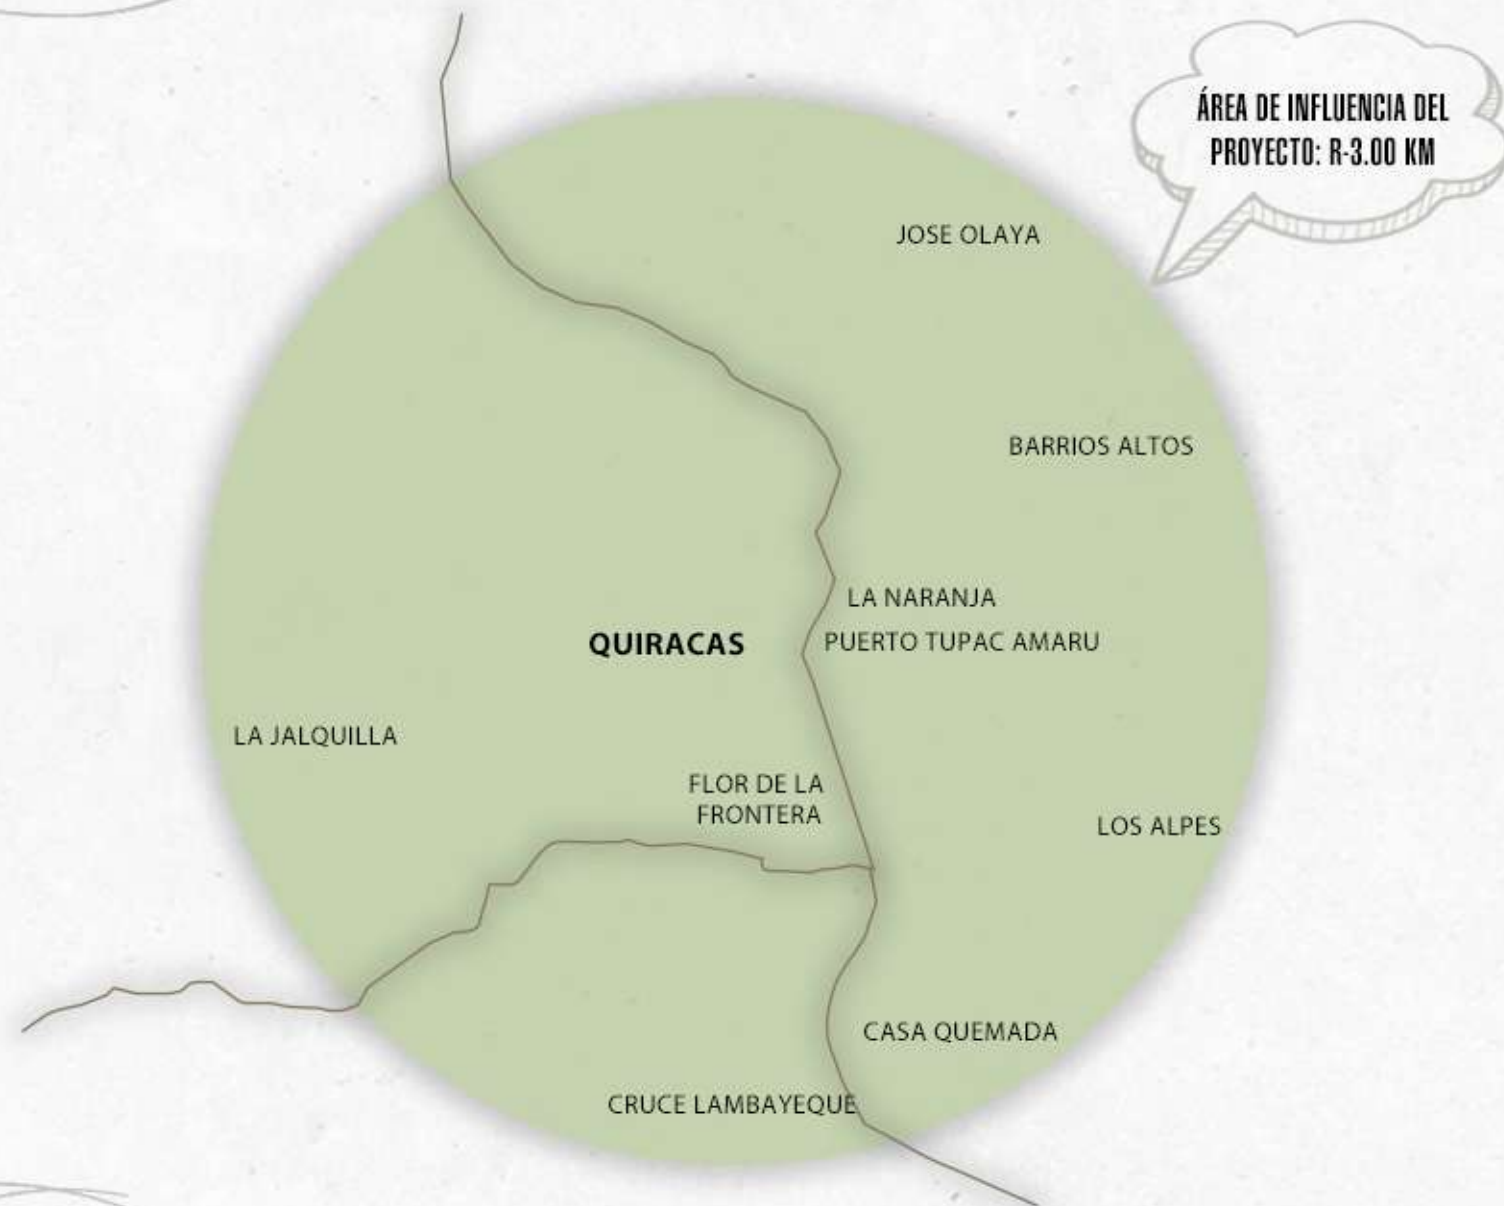 ÁREA DE INFLUENCIA DEL
PROYECTO: R-3.00 KM
JOSE OLAYA
BARRIOS ALTOS
LA NARANJA
QUIRACAS
PUERTO TUPAC AMARU
LA JALQUILLA
FLOR DE LA
FRONTERA
LOS ALPES
CASA QUEMADA
CRUCE LAMBAYEQUE